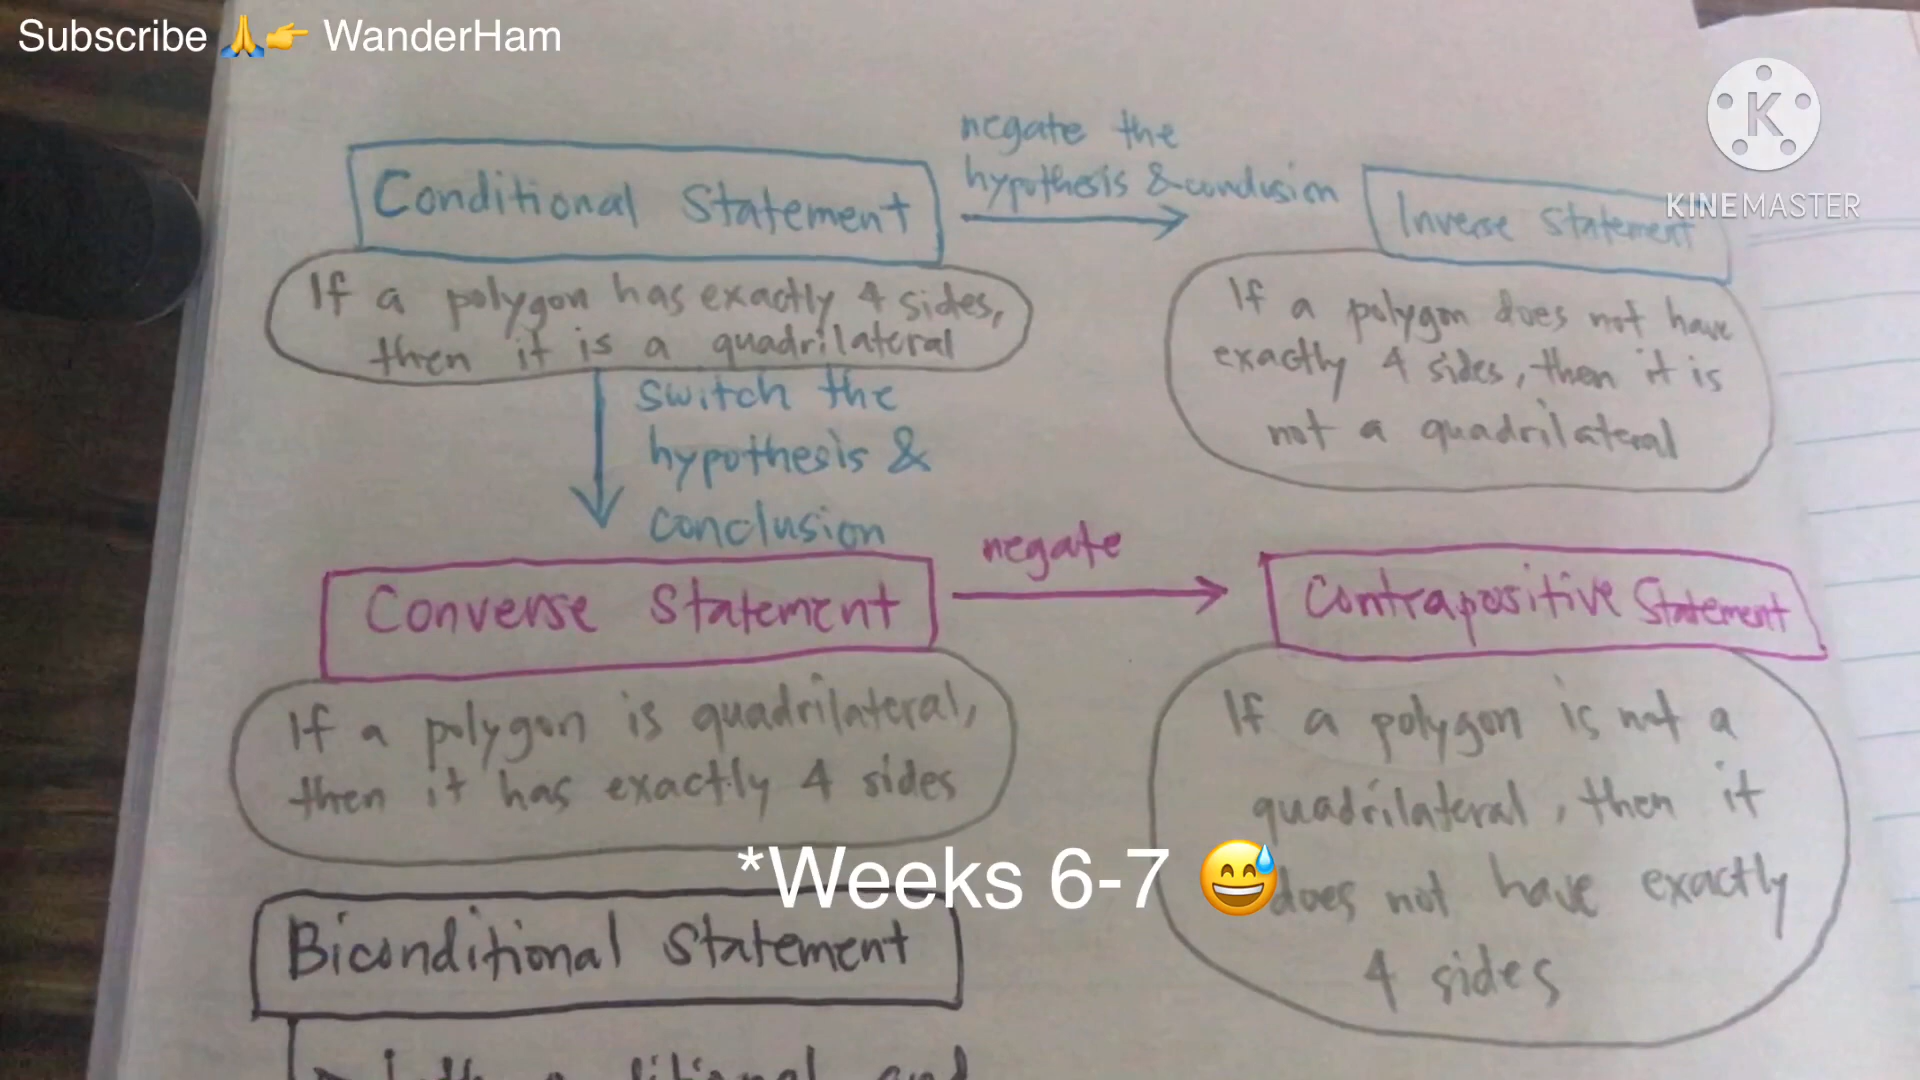 Subscribe 🙏👉 WanderHam
KINEMASTER
Conditional Statement
negate the
hypothesis & conclusion
Inverse Statement
If a polygon has exactly 4 sides,
then it is a quadrilateral
If a polygon does not have
exactly 4 sides, then it is
not a quadrilateral
switch the
hypothesis &
conclusion
Converse Statement
negate
Contrapositive Statement
If a polygon is quadrilateral,
then it has exactly 4 sides
If a polygon is not a
quadrilateral, then it
does not have exactly
4 sides
*Weeks 6-7 😅
Biconditional Statement
and